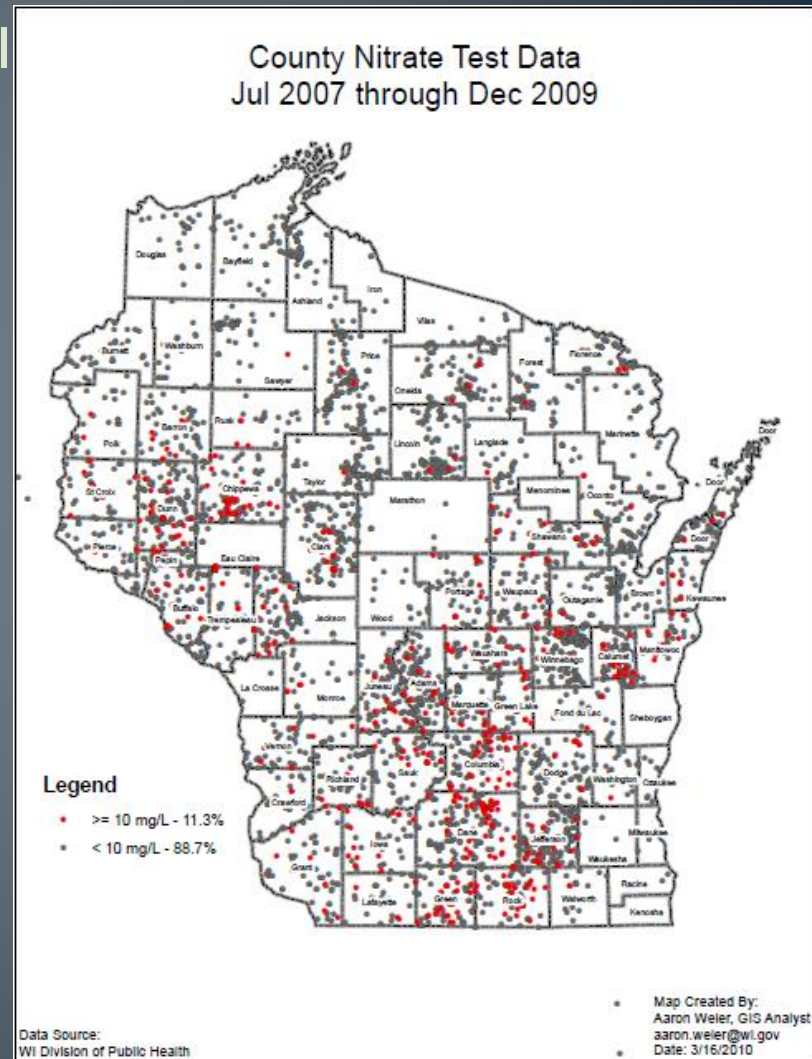 County Nitrate Test Data
Jul 2007 through Dec 2009
Douglas
Bayfield
Ashland
Iron
Vilas
Burnett
Washburn
Sawyer
Price
Oneida
Forest
Florence
Polk
Barron
Rusk
Lincoln
Langlade
Marinette
Door
Taylor
Door
St Croix
Dunn
Chippewa
Marathon
Menominee
Oconto
Pierce
Pepin
Eau Claire
Clark
Shawano
Door
Buffalo
Trempealeau
Jackson
Wood
Portage
Waupaca
Outagamie
Brown
Kewaunee
La Crosse
Monroe
Juneau
Adams
Waushara
Winnebago
Calumet
Manitowoc
Marquette
Green Lake
Fond du Lac
Sheboygan
Vernon
Richland
Sauk
Columbia
Dodge
Washington
Ozaukee
Crawford
Dane
Jefferson
Waukesha
Milwaukee
Grant
Iowa
Lafayette
Green
Rock
Walworth
Racine
Kenosha
Legend
>= 10 mg/L - 11.3%
< 10 mg/L - 88.7%
Data Source:
WI Division of Public Health
Map Created By:
Aaron Weier, GIS Analyst
aaron.weier@wi.gov
Date: 3/16/2010